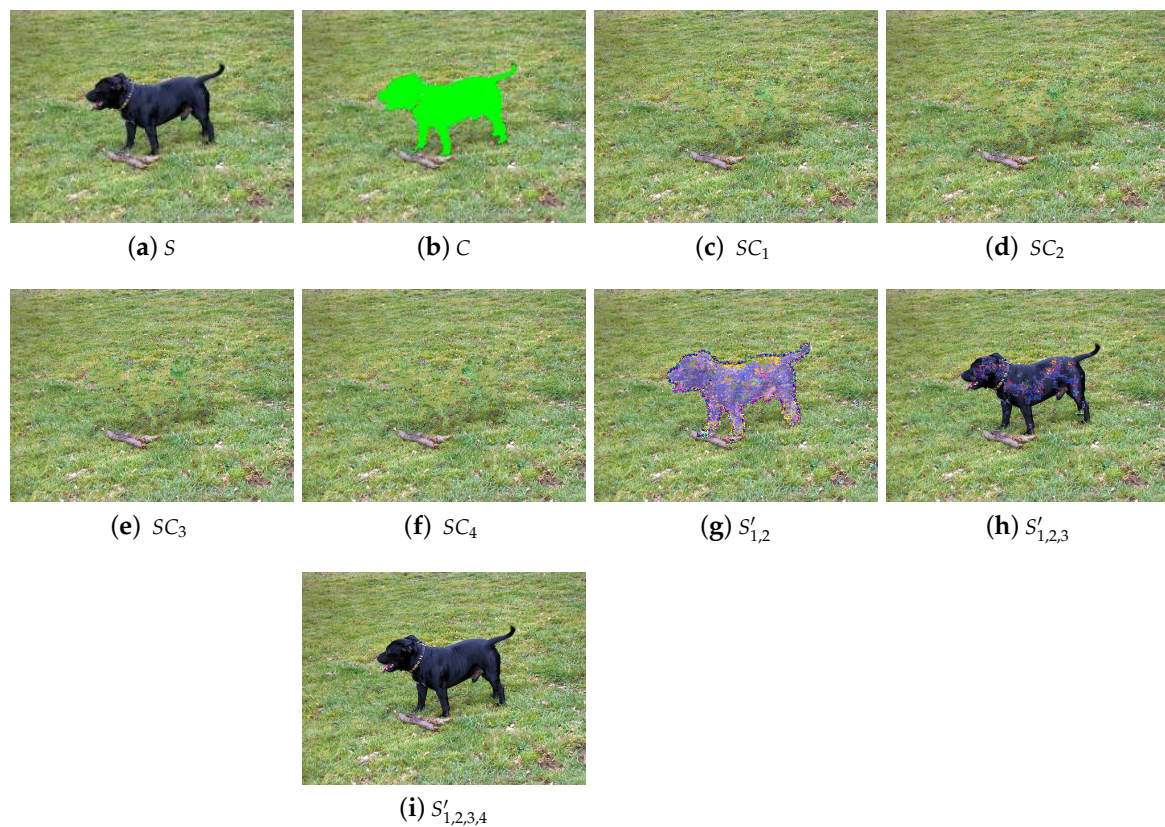 (a) S
(b) C
(c) SC₁
(d) SC₂
(e) SC₃
(f) SC₄
(g) S′₁,₂
(h) S′₁,₂,₃
(i) S′₁,₂,₃,₄